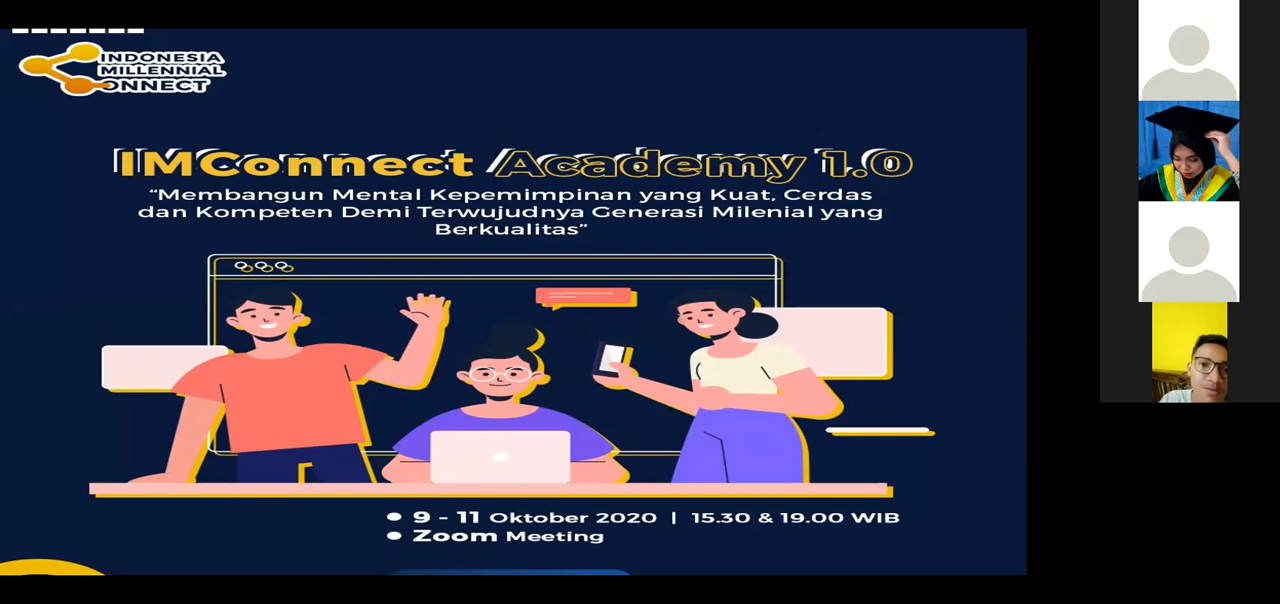 INDONESIA
MILLENNIAL
ONNECT
IMConnect Academy 1.0
“Membangun Mental Kepemimpinan yang Kuat, Cerdas
dan Kompeten Demi Terwujudnya Generasi Milenial yang
Berkualitas”
9 - 11 Oktober 2020 | 15.30 & 19.00 WIB
Zoom Meeting